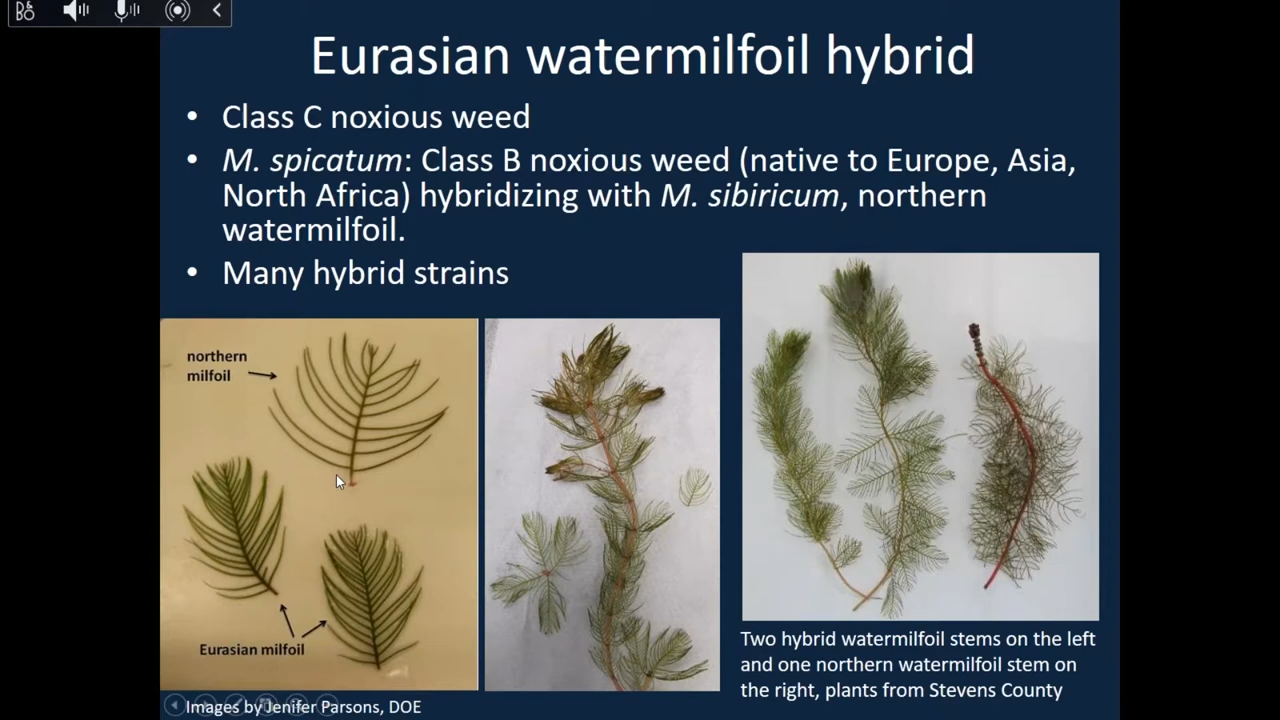 B
&O
Eurasian watermilfoil hybrid
• Class C noxious weed
• M. spicatum: Class B noxious weed (native to Europe, Asia,
North Africa) hybridizing with M. sibiricum, northern
watermilfoil.
• Many hybrid strains
northern
milfoil
Eurasian milfoil
Two hybrid watermilfoil stems on the left
and one northern watermilfoil stem on
the right, plants from Stevens County
Images by Jenifer Parsons, DOE